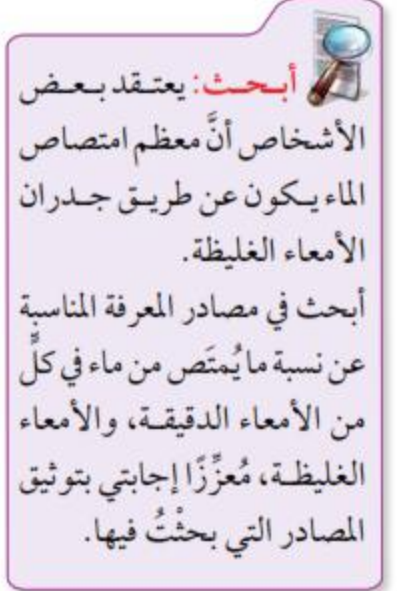 أبحث: يعتقد بعض
الأشخاص أنَّ معظم امتصاص
الماء يكون عن طريق جدران
الأمعاء الغليظة.
أبحث في مصادر المعرفة المناسبة
عن نسبة ما يُمتَص من ماء في كلٍّ
من الأمعاء الدقيقة، والأمعاء
الغليظة، مُعزِّزًا إجابتي بتوثيق
المصادر التي بحثْتُ فيها.